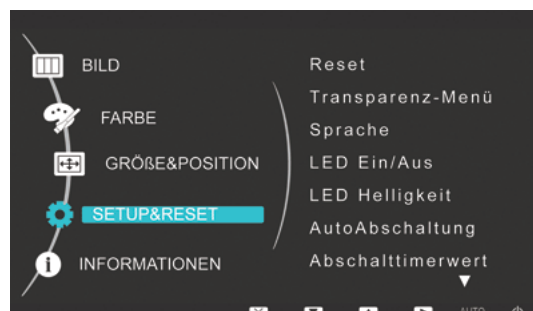 BILD
FARBE
GRÖßE&POSITION
SETUP&RESET
INFORMATIONEN
Reset
Transparenz-Menü
Sprache
LED Ein/Aus
LED Helligkeit
AutoAbschaltung
Abschalttimerwert
AUTO